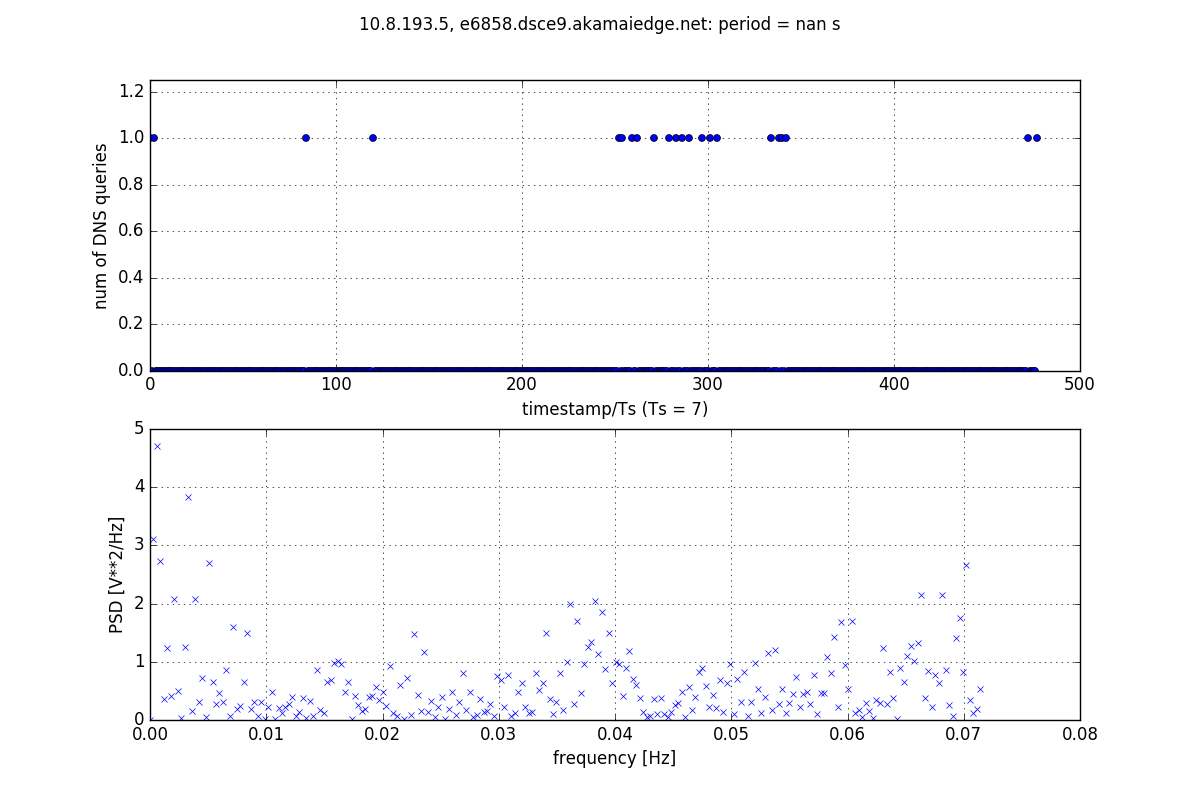 10.8.193.5, e6858.dsce9.akamaiedge.net: period = nan s
1.2
1.0
0.8
0.6
0.4
0.2
0.0
num of DNS queries
0 100 200 300 400 500
timestamp/Ts (Ts = 7)
5
4
3
2
1
0
PSD [V**2/Hz]
0.00 0.01 0.02 0.03 0.04 0.05 0.06 0.07 0.08
frequency [Hz]